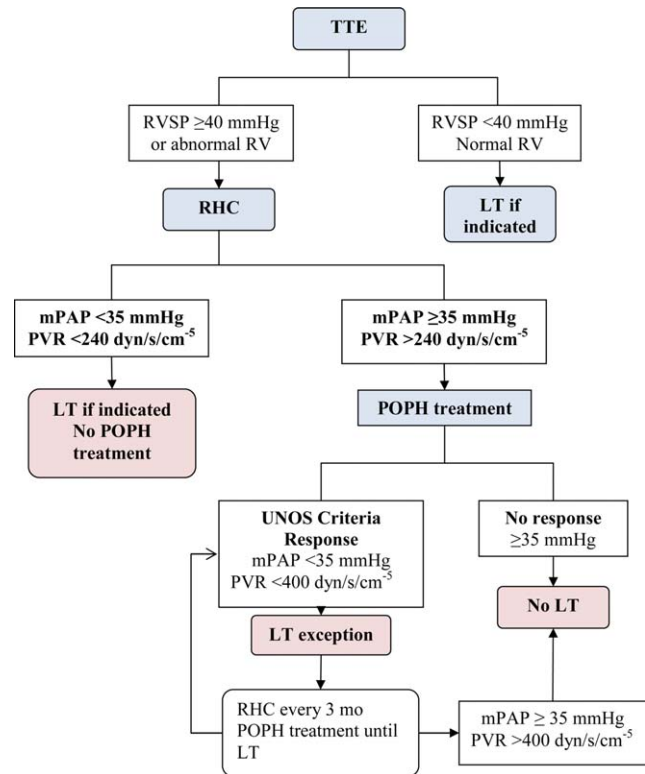 TTE
RVSP ≥40 mmHg
or abnormal RV
RVSP <40 mmHg
Normal RV
RHC
LT if
indicated
mPAP <35 mmHg
PVR <240 dyn/s/cm⁻⁵
mPAP ≥35 mmHg
PVR >240 dyn/s/cm⁻⁵
LT if indicated
No POPH
treatment
POPH treatment
UNOS Criteria
Response
mPAP <35 mmHg
PVR <400 dyn/s/cm⁻⁵
No response
≥35 mmHg
LT exception
No LT
RHC every 3 mo
POPH treatment until
LT
mPAP ≥ 35 mmHg
PVR >400 dyn/s/cm⁻⁵